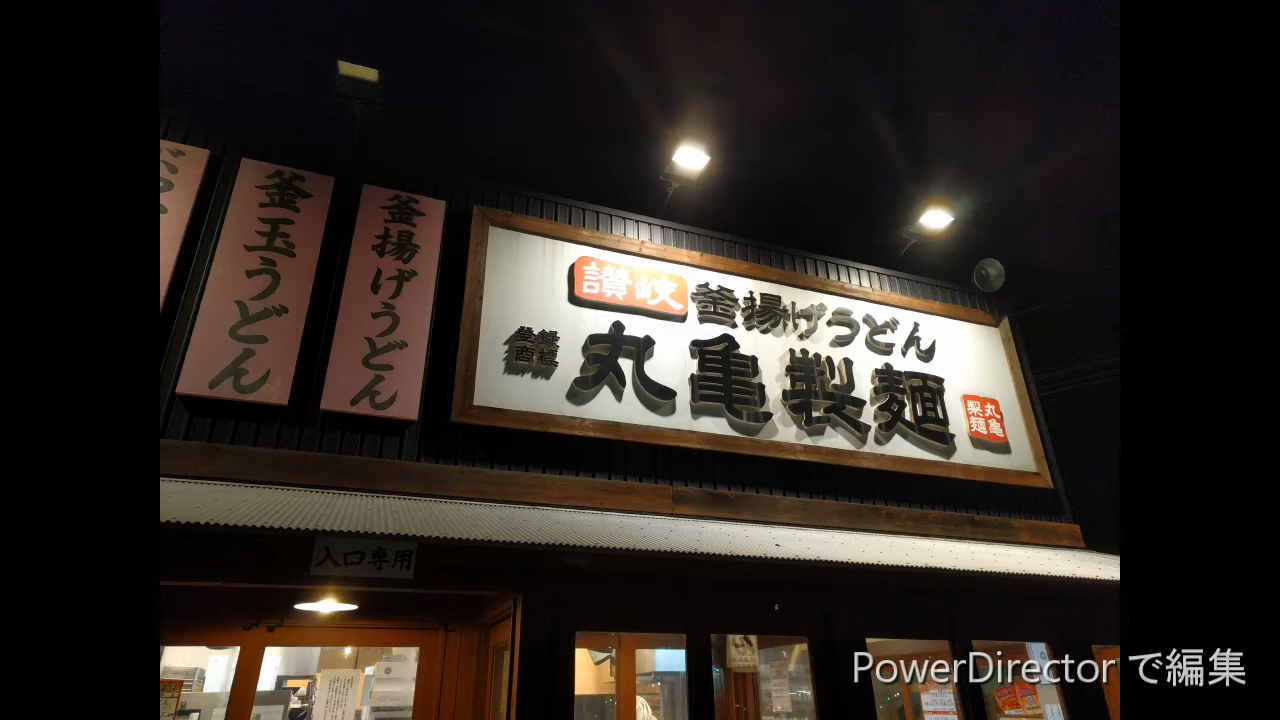 釜玉うどん
釜揚げうどん
讃岐
釜揚げうどん
登録
商標
丸亀製麺
丸亀
製麺
入口専用
PowerDirector で編集